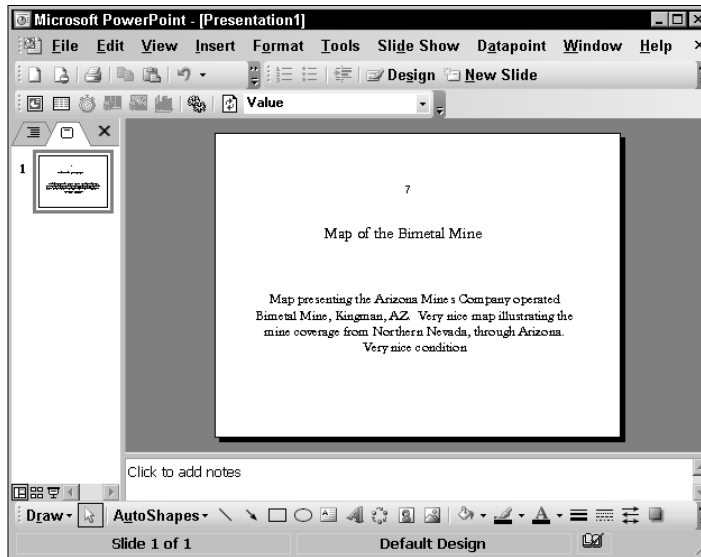 Microsoft PowerPoint - [Presentation1]
File Edit View Insert Format Tools Slide Show Datapoint Window Help
Design New Slide
Value
1
7
Map of the Bimetal Mine
Map presenting the Arizona Mines Company operated
Bimetal Mine, Kingman, AZ. Very nice map illustrating the
mine coverage from Northern Nevada, through Arizona.
Very nice condition
Click to add notes
Draw AutoShapes
Slide 1 of 1 Default Design